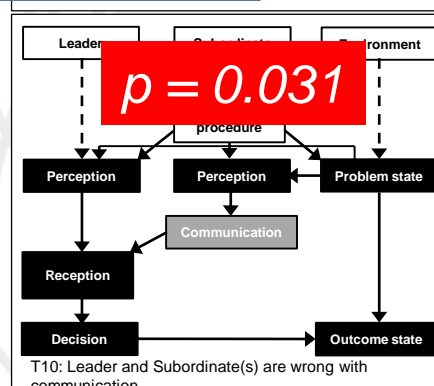 Leader
p = 0.031
procedure
Perception
Perception
Problem state
Communication
Reception
Decision
Outcome state
T10: Leader and Subordinate(s) are wrong with
communication